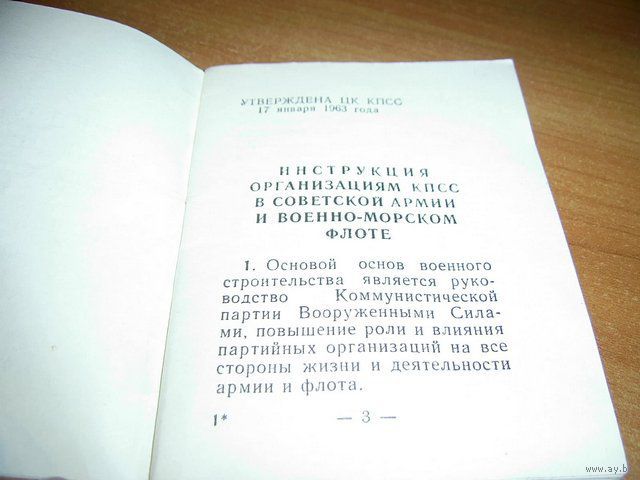 УТВЕРЖДЕНА ЦК КПСС
17 января 1963 года
ИНСТРУКЦИЯ
ОРГАНИЗАЦИЯМ КПСС
В СОВЕТСКОЙ АРМИИ
И ВОЕННО-МОРСКОМ
ФЛОТЕ
1. Основой основ военного
строительства является руко-
водство Коммунистической
партии Вооруженными Сила-
ми, повышение роли и влияния
партийных организаций на все
стороны жизни и деятельности
армии и флота.
1*
— 3 —
www.ay.b